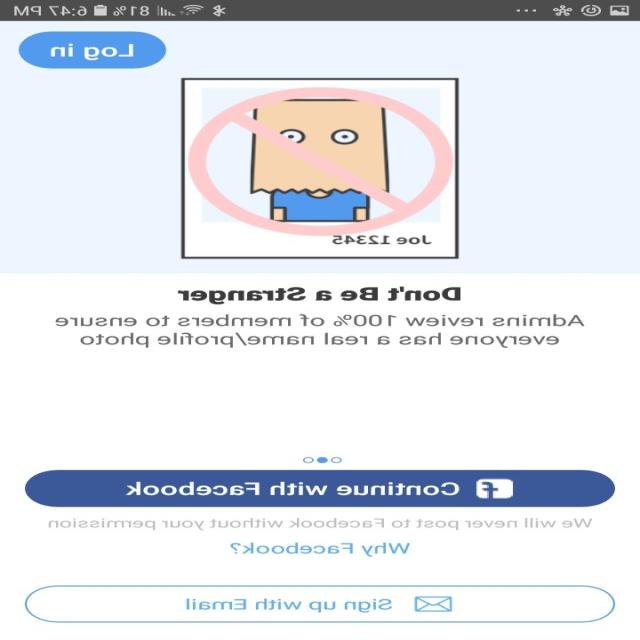 81% 6:47 PM
Log in
Joe 12345
Don't Be a Stranger
Admins review 100% of members to ensure
everyone has a real name/profile photo
Continue with Facebook
We will never post to Facebook without your permission
Why Facebook?
Sign up with Email